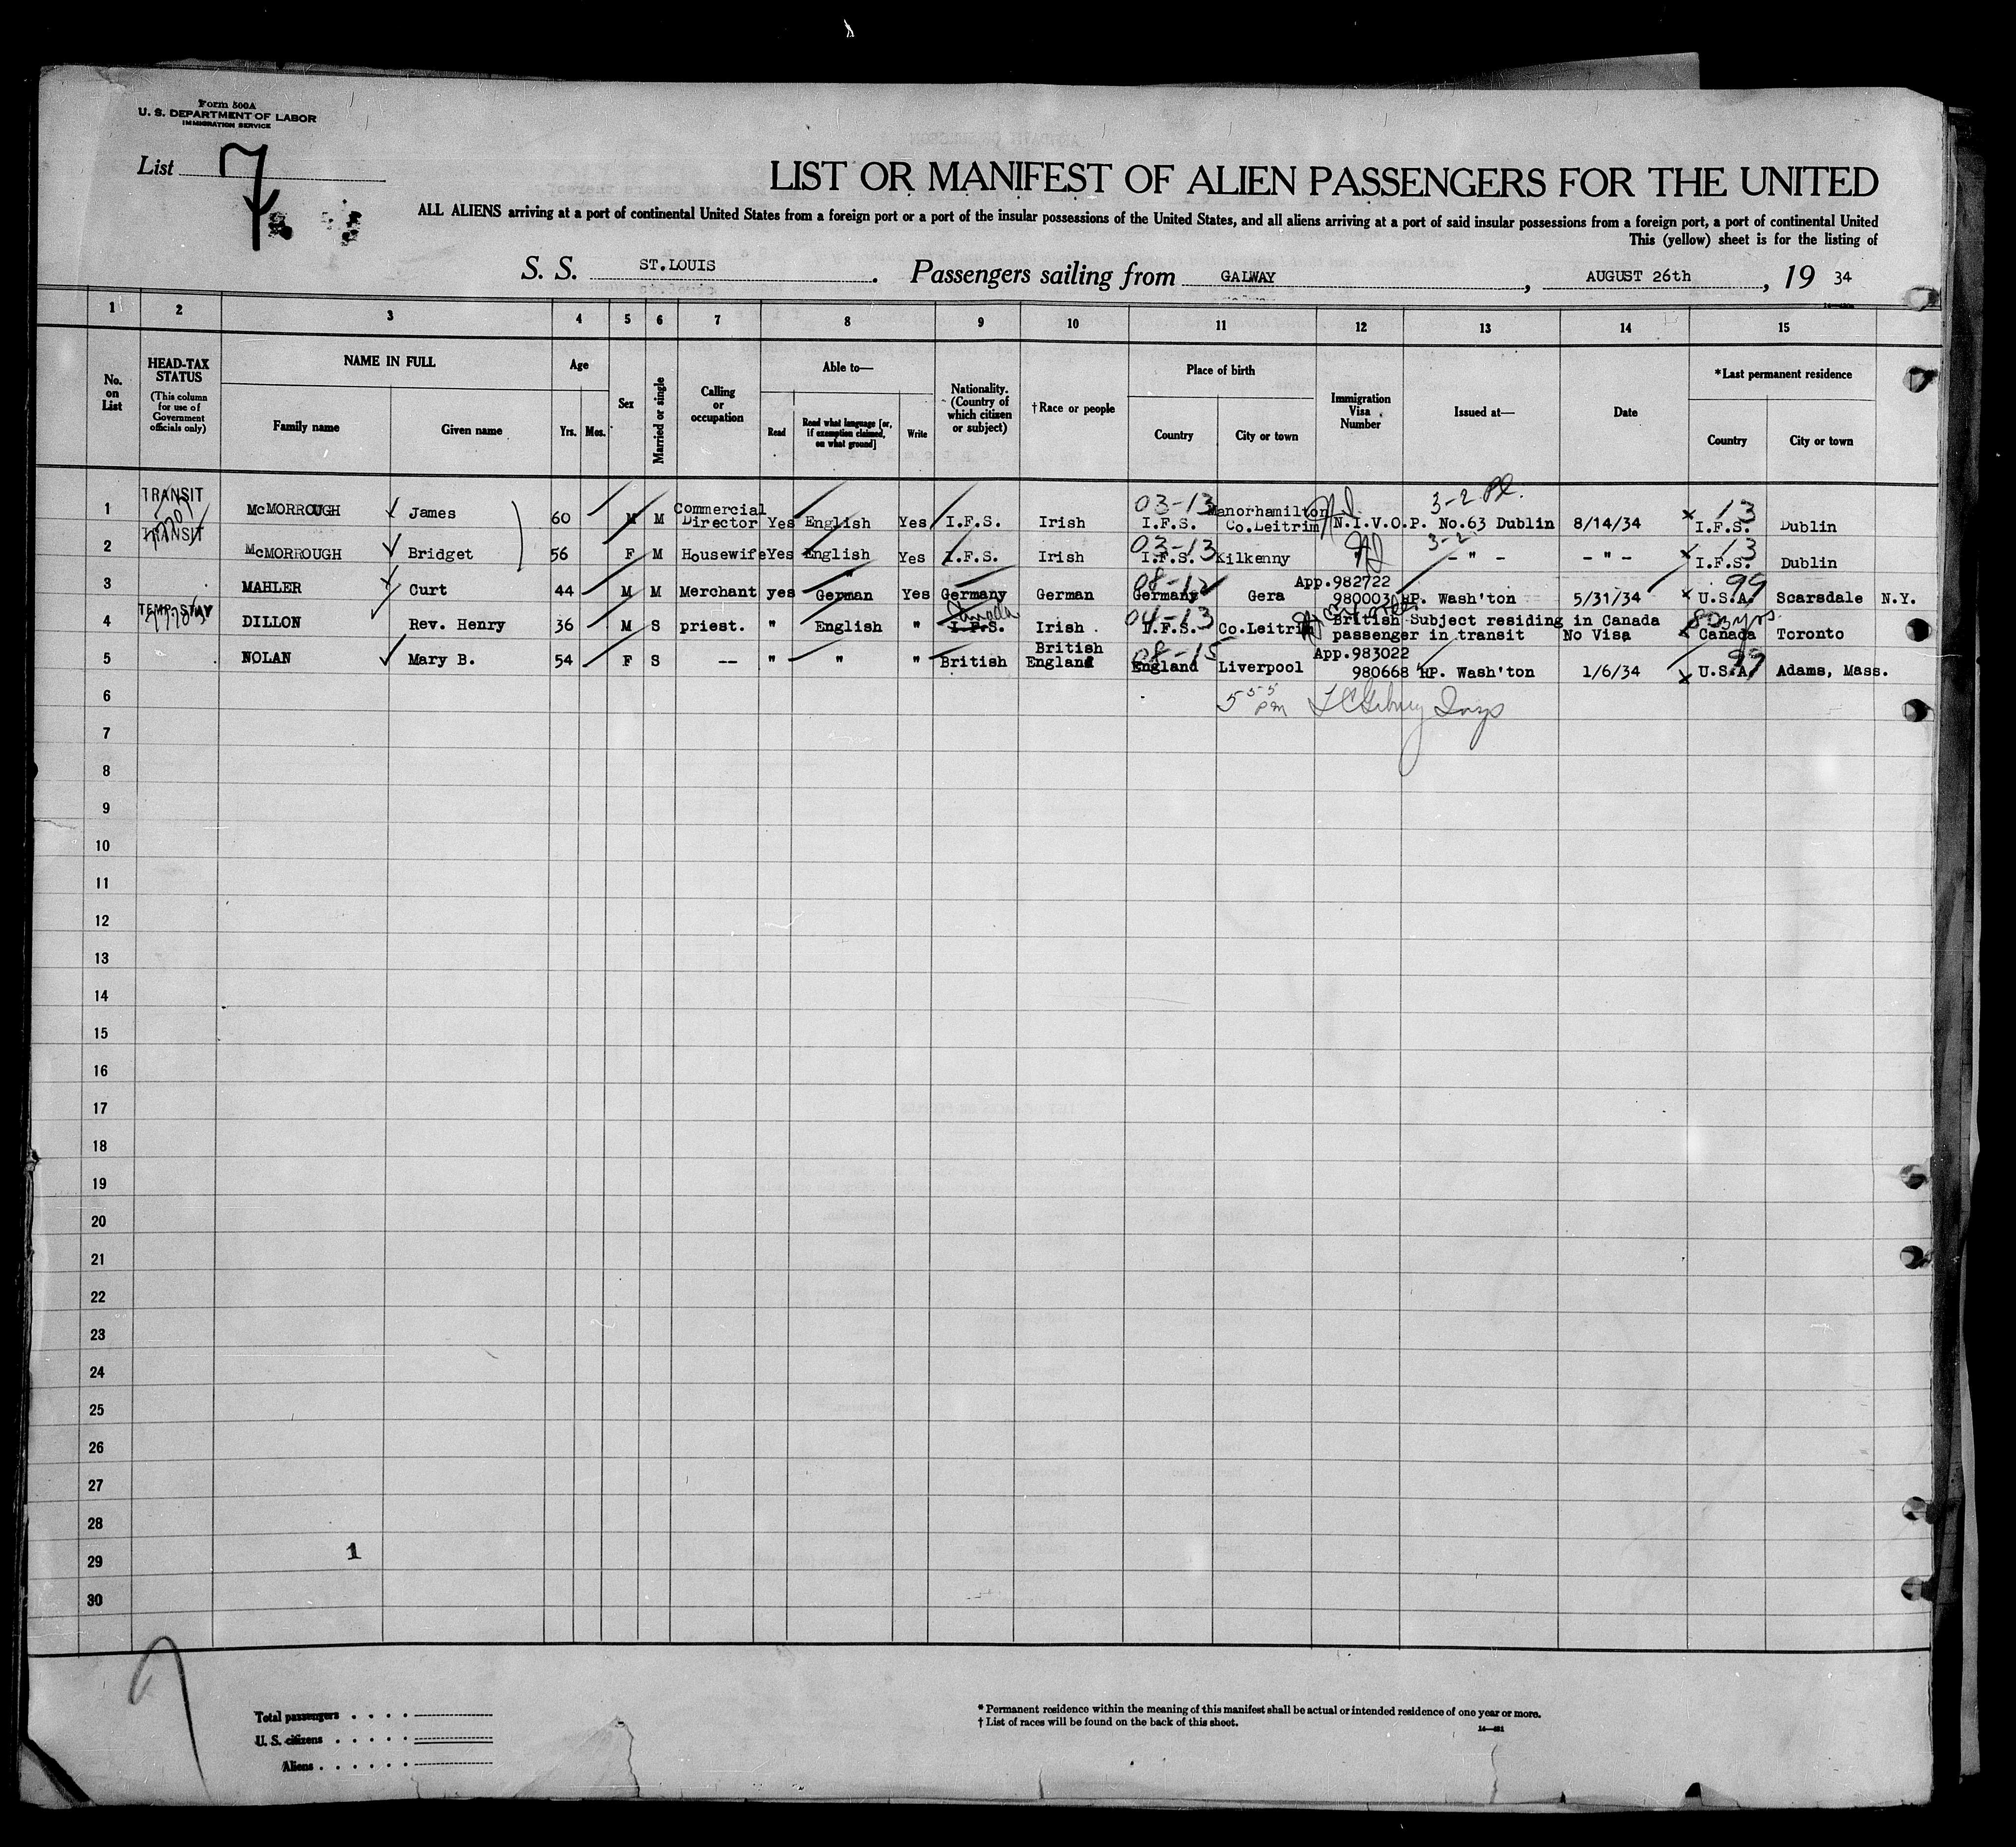 Form 500A
U. S. DEPARTMENT OF LABOR
IMMIGRATION SERVICE
List 7
LIST OR MANIFEST OF ALIEN PASSENGERS FOR THE UNITED
ALL ALIENS arriving at a port of continental United States from a foreign port or a port of the insular possessions of the United States, and all aliens arriving at a port of said insular possessions from a foreign port, a port of continental United
This (yellow) sheet is for the listing of
S. S. ST.LOUIS. Passengers sailing from GALWAY, AUGUST 26th, 19 34
1 2 3 4 5 6 7 8 9 10 11 12 13 14 15
No. on List
HEAD-TAX STATUS (This column for use of Government officials only)
NAME IN FULL
Family name Given name
Age
Yrs. Mos.
Sex
Married or single
Calling or occupation
Able to—
Read Read what language [or, if exemption claimed, on what ground] Write
Nationality. (Country of which citizen or subject)
†Race or people
Place of birth
Country City or town
Immigration Visa Number
Issued at—
Date
*Last permanent residence
Country City or town
TRANSIT 03-13 Manorhamilton 3-2 13
1 McMORROUGH James 60 M M Commercial Director Yes English Yes I.F.S. Irish I.F.S. Co.Leitrim N.I.V.O.P. No.63 Dublin 8/14/34 I.F.S. Dublin
TRANSIT 03-13 3-2 13
2 McMORROUGH Bridget 56 F M Housewife Yes English Yes I.F.S. Irish I.F.S. Kilkenny " - " - - " - I.F.S. Dublin
08-12 App.982722 99
3 MAHLER Curt 44 M M Merchant yes " German Yes Germany German Germany Gera 980003 RP. Wash'ton 5/31/34 U.S.A. Scarsdale N.Y.
TEMP. STAY Canada 04-13 British Subject residing in Canada
4 DILLON Rev. Henry 36 M S priest. " English " I.F.S. Irish I.F.S. Co.Leitrim passenger in transit No Visa Canada Toronto
British 08-15 App.983022 99
5 NOLAN Mary B. 54 F S -- " " " British England England Liverpool 980668 RP. Wash'ton 1/6/34 U.S.A. Adams, Mass.
6 5 55 pm
7
8
9
10
11
12
13
14
15
16
17
18
19
20
21
22
23
24
25
26
27
28
29 1
30
Total passengers . . . .
U. S. citizens . . . . .
Aliens . . . . . .
* Permanent residence within the meaning of this manifest shall be actual or intended residence of one year or more.
† List of races will be found on the back of this sheet.